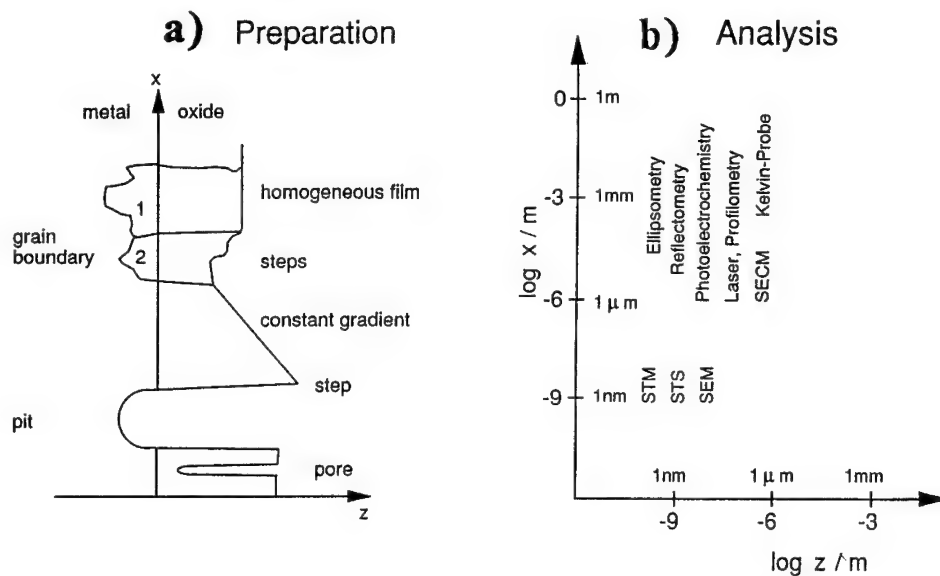 a) Preparation
x
metal oxide
homogeneous film
1
grain
boundary
2
steps
constant gradient
step
pit
pore
z
b) Analysis
0 1m
-3 1mm
-6 1 μm
-9 1nm
log x / m
Ellipsometry
Reflectometry
Photoelectrochemistry
Laser, Profilometry
SECM Kelvin-Probe
STM
STS
SEM
1nm 1 μm 1mm
-9 -6 -3
log z / m